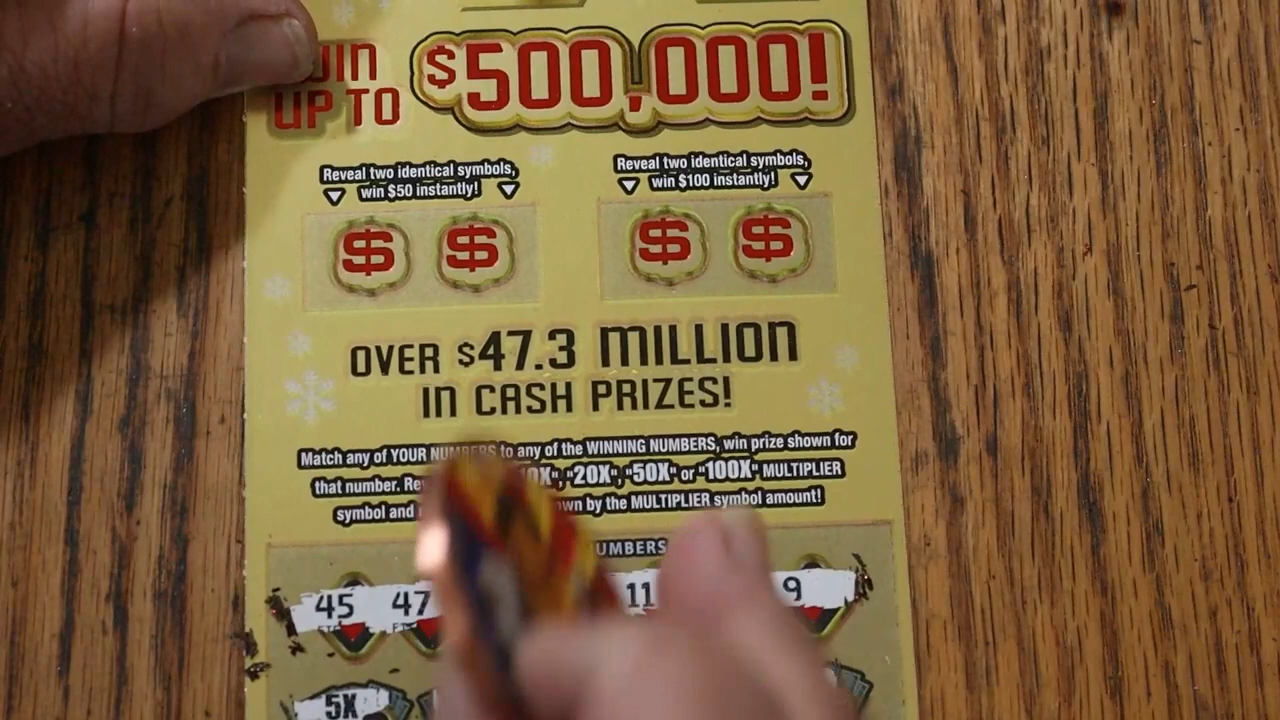 WIN
UP TO
$500,000!
Reveal two identical symbols,
win $50 instantly!
$ $
Reveal two identical symbols,
win $100 instantly!
$ $
OVER $47.3 MILLION
IN CASH PRIZES!
Match any of YOUR NUMBERS to any of the WINNING NUMBERS, win prize shown for
that number. "20X", "50X" or "100X" MULTIPLIER
symbol and by the MULTIPLIER symbol amount!
NUMBERS
45 47 11 9
5X